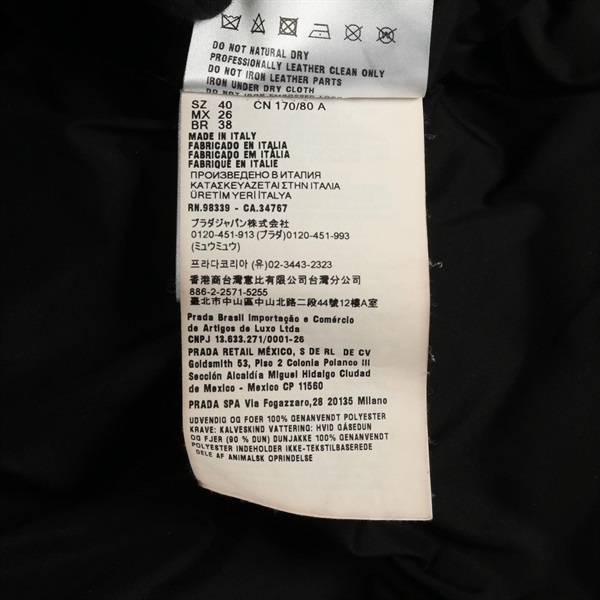 DO NOT NATURAL DRY
PROFESSIONALLY LEATHER CLEAN ONLY
DO NOT IRON LEATHER PARTS
IRON UNDER DRY CLOTH
SZ 40 CN 170/80 A
MX 26
BR 38
MADE IN ITALY
FABRICADO EN ITALIA
FABRICADO EM ITÁLIA
FABRIQUÉ EN ITALIE
ПРОИЗВЕДЕНО В ИТАЛИЯ
ΚΑΤΑΣΚΕΥΑΖΕΤΑΙ ΣΤΗΝ ΙΤΑΛΙΑ
ÜRETİM YERİ İTALYA
RN.98339 - CA.34767
プラダジャパン株式会社
0120-451-913 (プラダ)0120-451-993
(ミュウミュウ)
프라다코리아 (유)02-3443-2323
香港商台灣意比有限公司台灣分公司
886-2-2571-5255
臺北市中山區中山北路二段44號12樓A室
Prada Brasil Importação e Comércio
de Artigos de Luxo Ltda
CNPJ 13.633.271/0001-26
PRADA RETAIL MÉXICO, S DE RL DE CV
Goldsmith 53, Piso 2 Colonia Polanco III
Sección Alcaldía Miguel Hidalgo Ciudad
de Mexico - Mexico CP 11560
PRADA SPA Via Fogazzaro,28 20135 Milano
UDVENDIG OG FOER 100% GENANVENDT POLYESTER
KRAVE: KALVESKIND VATTERING: HVID GÅSEDUN
OG FJER (90 % DUN) DUNJAKKE 100% GENANVENDT
POLYESTER INDEHOLDER IKKE-TEKSTILBASEREDE
DELE AF ANIMALSK OPRINDELSE